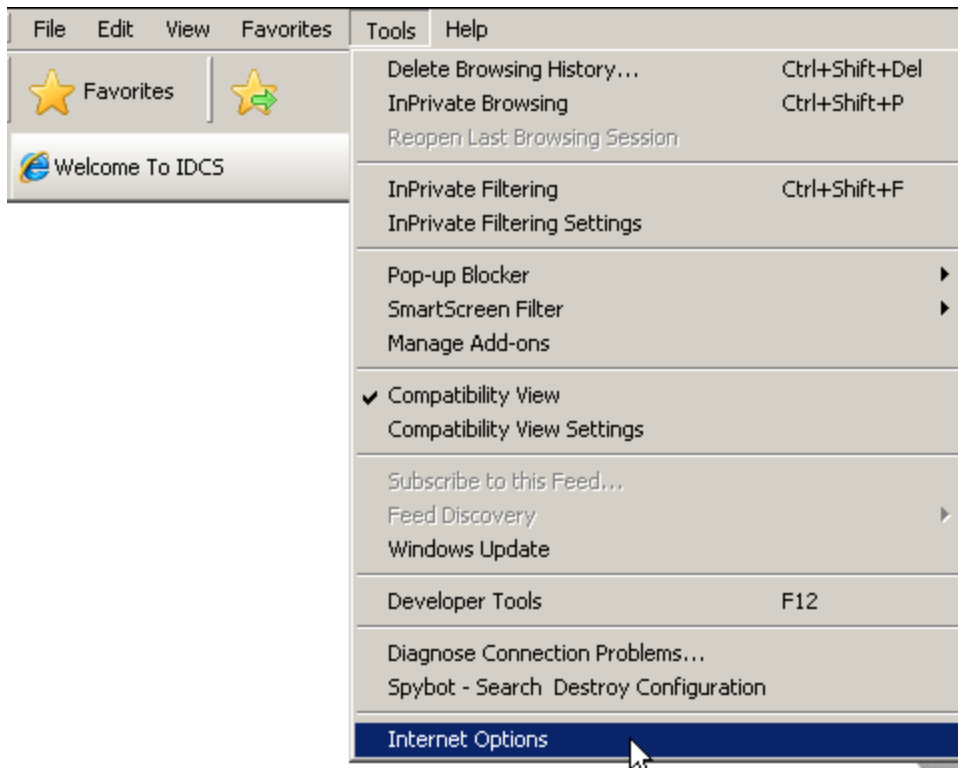 File Edit View Favorites Tools Help
Favorites
Welcome To IDCS
Delete Browsing History... Ctrl+Shift+Del
InPrivate Browsing Ctrl+Shift+P
Reopen Last Browsing Session
InPrivate Filtering Ctrl+Shift+F
InPrivate Filtering Settings
Pop-up Blocker
SmartScreen Filter
Manage Add-ons
Compatibility View
Compatibility View Settings
Subscribe to this Feed...
Feed Discovery
Windows Update
Developer Tools F12
Diagnose Connection Problems...
Spybot - Search Destroy Configuration
Internet Options